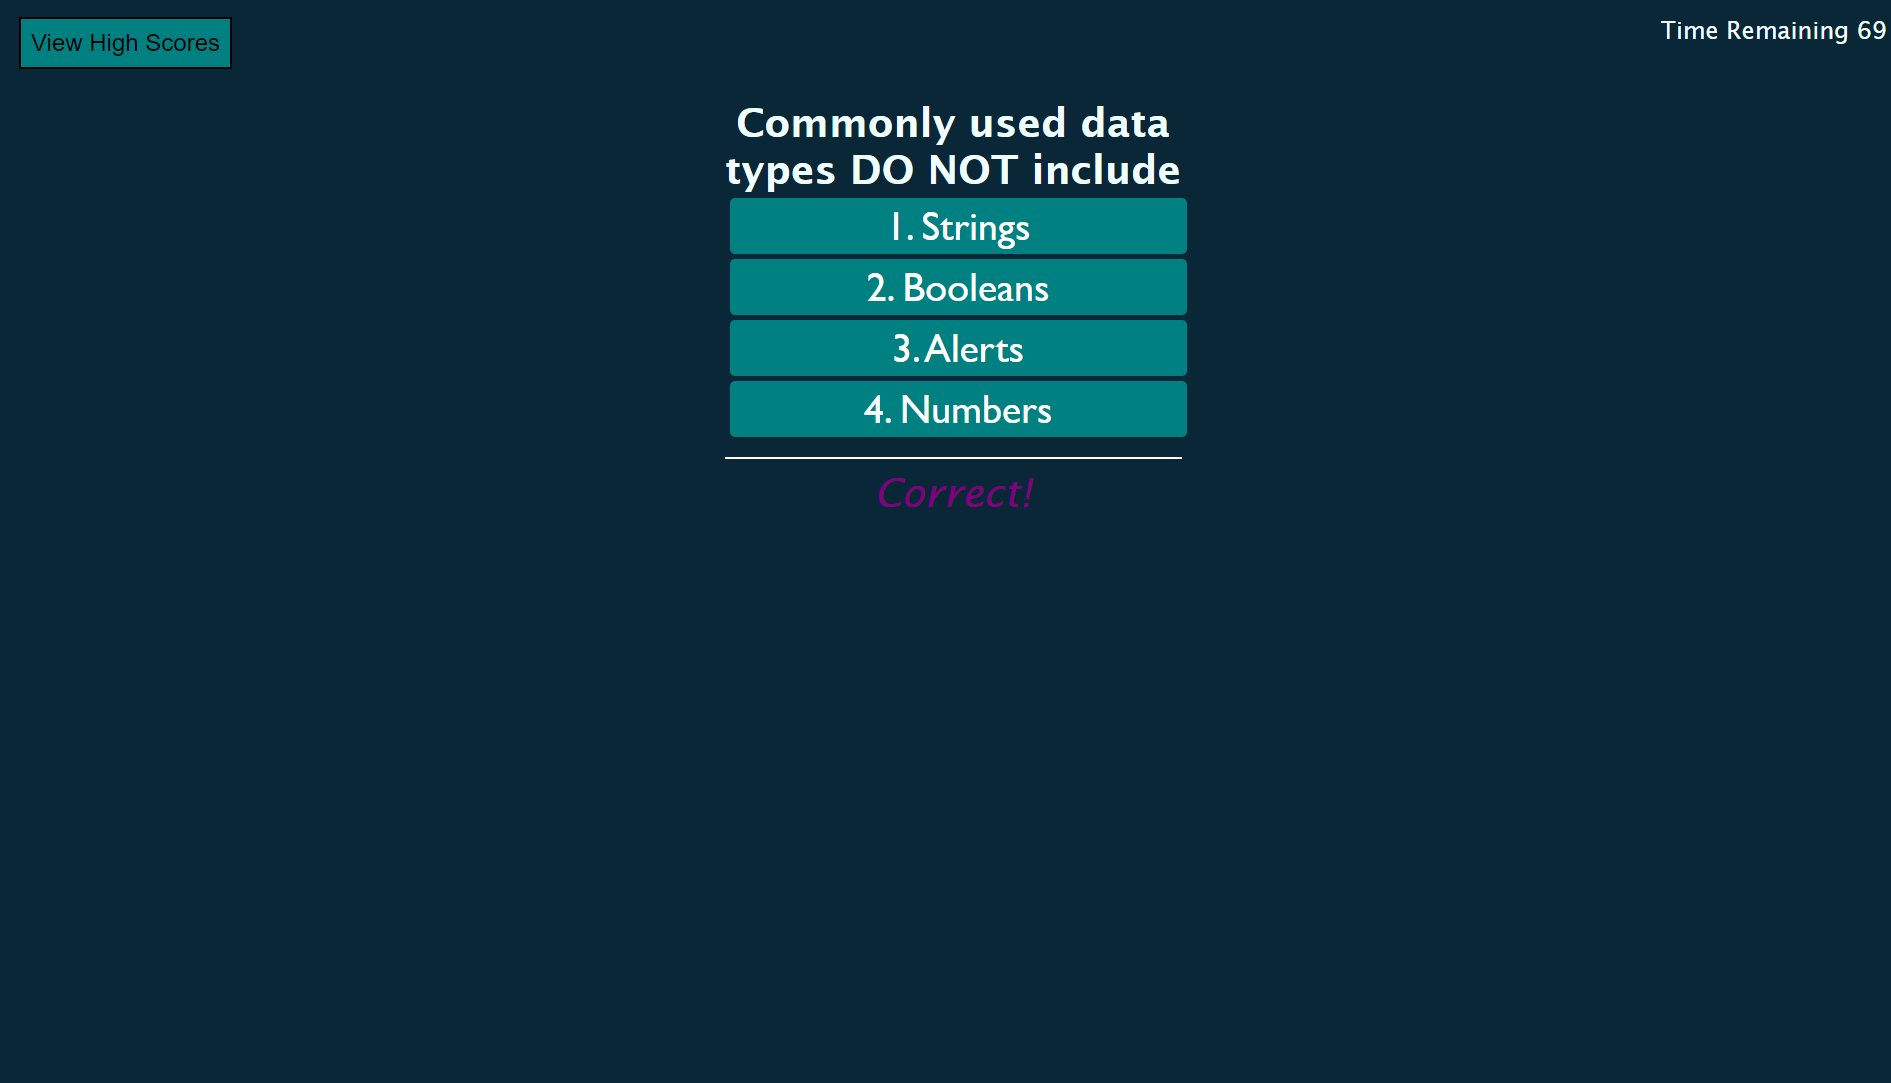 View High Scores
Time Remaining 69
Commonly used data
types DO NOT include
1. Strings
2. Booleans
3. Alerts
4. Numbers
Correct!